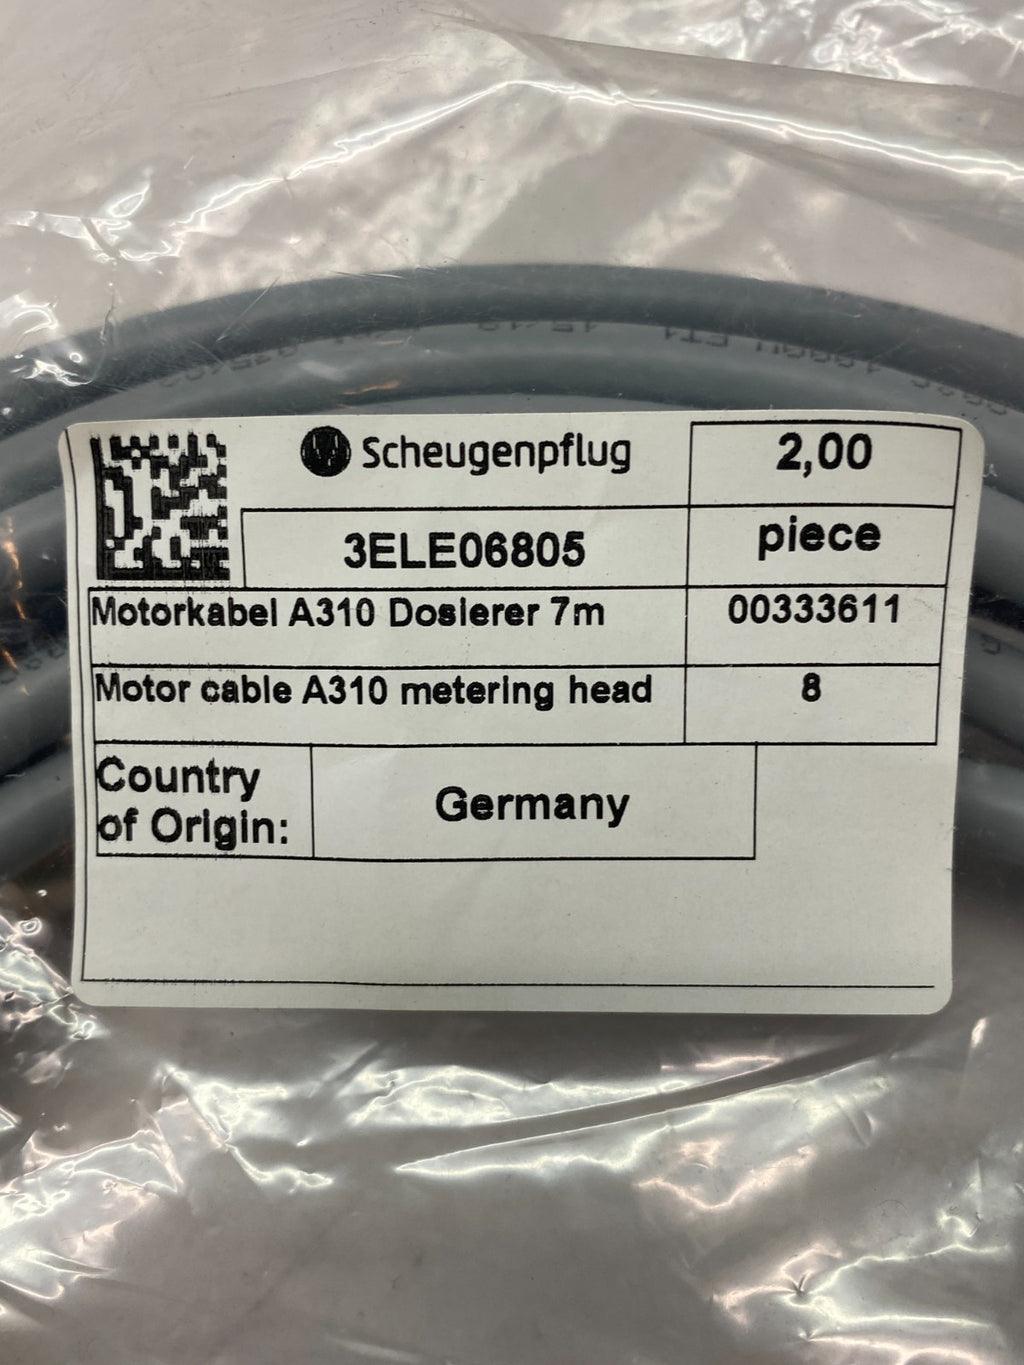 Scheugenpflug
2,00
3ELE06805
piece
Motorkabel A310 Dosierer 7m
00333611
Motor cable A310 metering head
8
Country
of Origin:
Germany